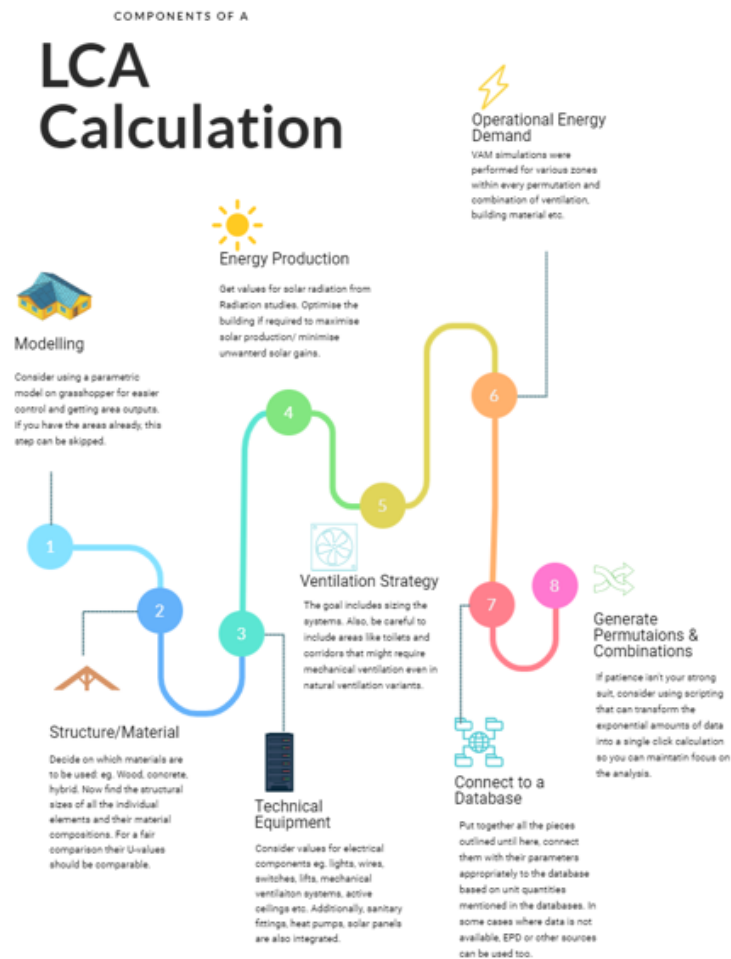 COMPONENTS OF A
LCA
Calculation
Modelling
Consider using a parametric
model on grasshopper for easier
control and getting area outputs.
If you have the areas already, this
step can be skipped.
1
2
Structure/Material
Decide on which materials are
to be used: eg. Wood, concrete,
hybrid. Now find the structural
sizes of all the individual
elements and their material
compositions. For a fair
comparison their U-values
should be comparable.
3
Technical
Equipment
Consider values for electrical
components eg. lights, wires,
switches, lifts, mechanical
ventilaiton systems, active
ceilings etc. Additionally, sanitary
fittings, heat pumps, solar panels
are also integrated.
Energy Production
Get values for solar radiation from
Radiation studies. Optimise the
building if required to maximise
solar production/ minimise
unwanterd solar gains.
4
5
Ventilation Strategy
The goal includes sizing the
systems. Also, be careful to
include areas like toilets and
corridors that might require
mechanical ventilation even in
natural ventilation variants.
Operational Energy
Demand
VAM simulations were
performed for various zones
within every permutation and
combination of ventilation,
building material etc.
6
7
Connect to a
Database
Put together all the pieces
outlined until here, connect
them with their parameters
appropriately to the database
based on unit quantities
mentioned in the databases. In
some cases where data is not
available, EPD or other sources
can be used too.
8
Generate
Permutaions &
Combinations
If patience isn't your strong
suit, consider using scripting
that can transform the
exponential amounts of data
into a single click calculation
so you can maintatin focus on
the analysis.